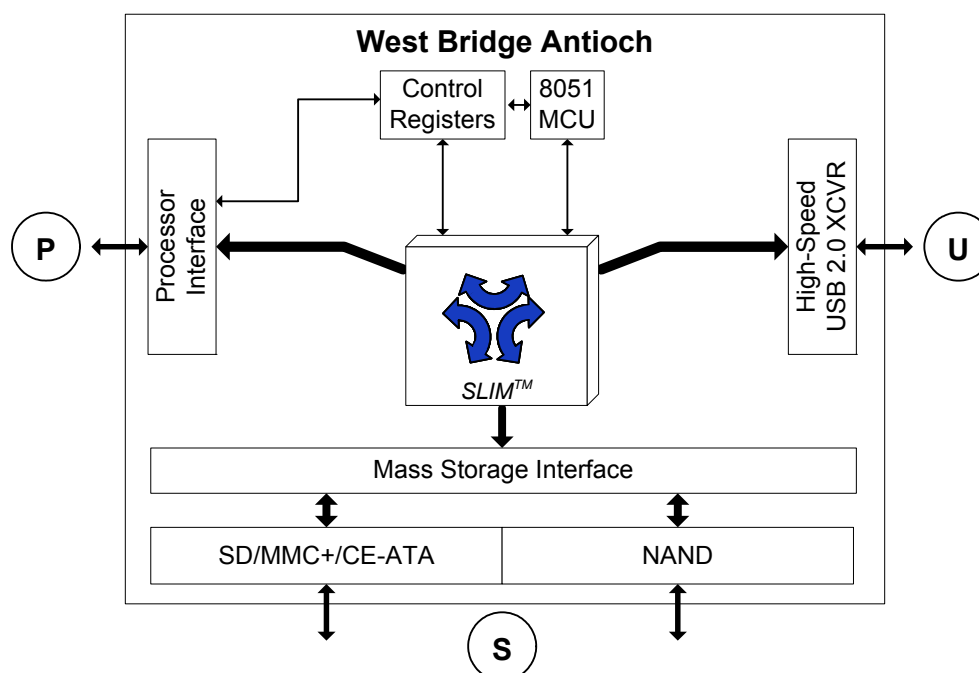 West Bridge Antioch
Control
Registers
8051
MCU
Processor
Interface
P
High-Speed
USB 2.0 XCVR
U
SLIM™
Mass Storage Interface
SD/MMC+/CE-ATA
NAND
S